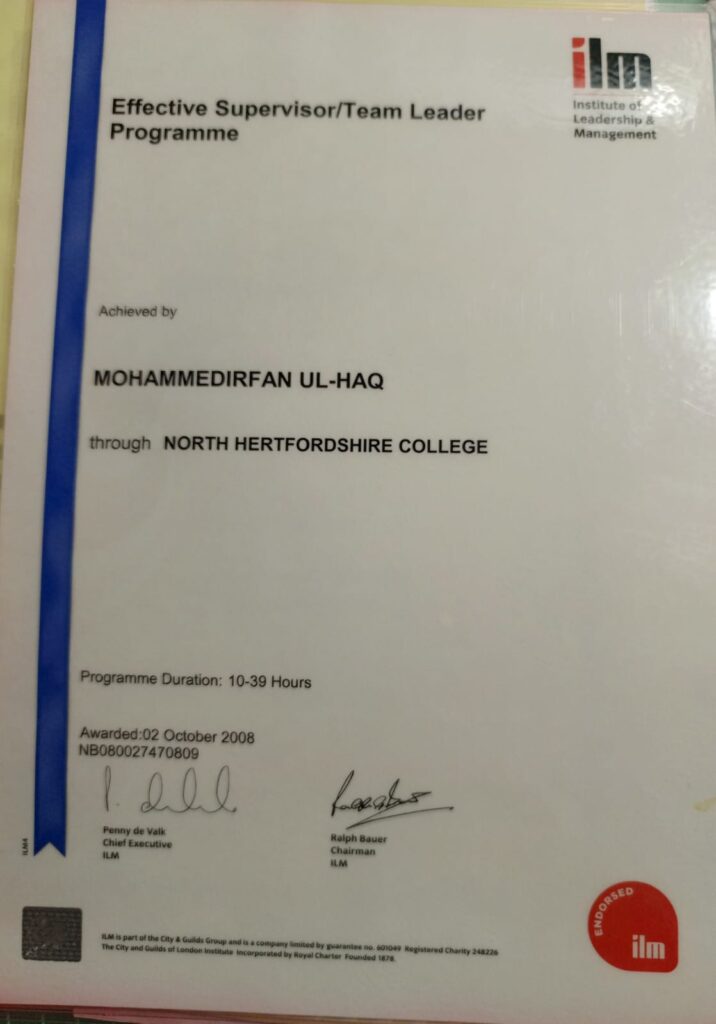 ilm
Institute of
Leadership &
Management
Effective Supervisor/Team Leader
Programme
Achieved by
MOHAMMEDIRFAN UL-HAQ
through NORTH HERTFORDSHIRE COLLEGE
Programme Duration: 10-39 Hours
Awarded:02 October 2008
NB080027470809
Penny de Valk
Chief Executive
ILM
Ralph Bauer
Chairman
ILM
ILM4
ILM is part of the City & Guilds Group and is a company limited by guarantee no. 601049 Registered Charity 248226
The City and Guilds of London Institute Incorporated by Royal Charter Founded 1878.
ENDORSED
ilm